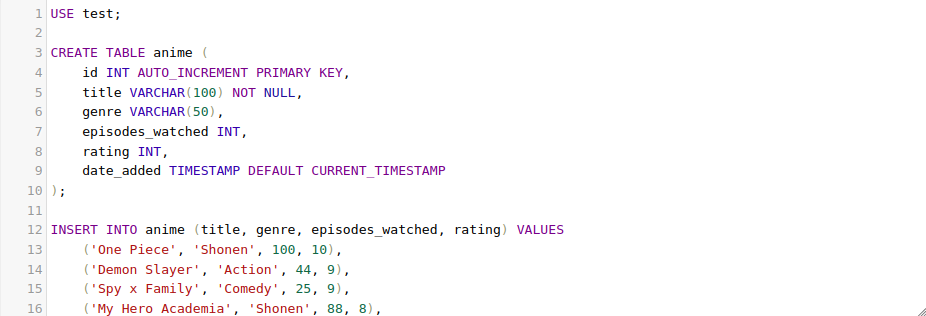 1 USE test;
2
3 CREATE TABLE anime (
4     id INT AUTO_INCREMENT PRIMARY KEY,
5     title VARCHAR(100) NOT NULL,
6     genre VARCHAR(50),
7     episodes_watched INT,
8     rating INT,
9     date_added TIMESTAMP DEFAULT CURRENT_TIMESTAMP
10 );
11
12 INSERT INTO anime (title, genre, episodes_watched, rating) VALUES
13     ('One Piece', 'Shonen', 100, 10),
14     ('Demon Slayer', 'Action', 44, 9),
15     ('Spy x Family', 'Comedy', 25, 9),
16     ('My Hero Academia', 'Shonen', 88, 8),